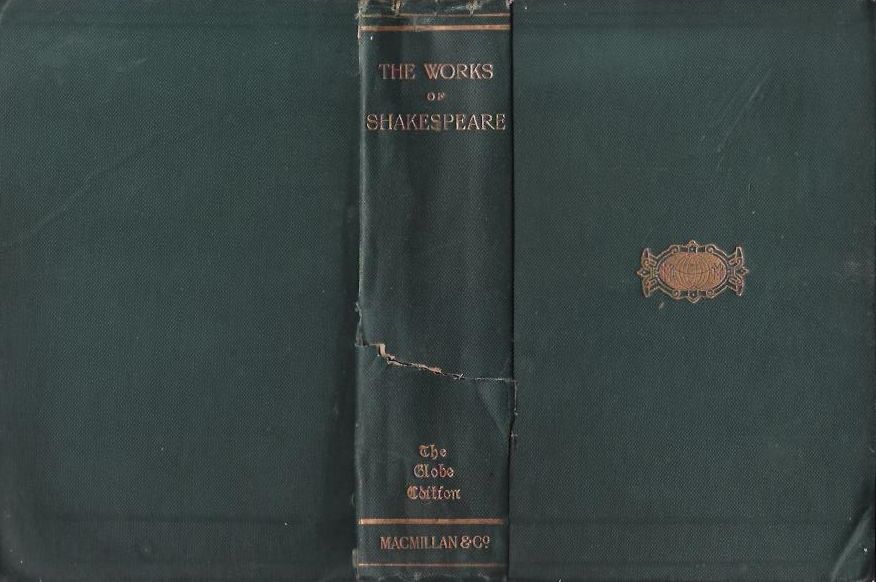 THE WORKS
OF
SHAKESPEARE
The
Globe
Edition
MACMILLAN & Cº